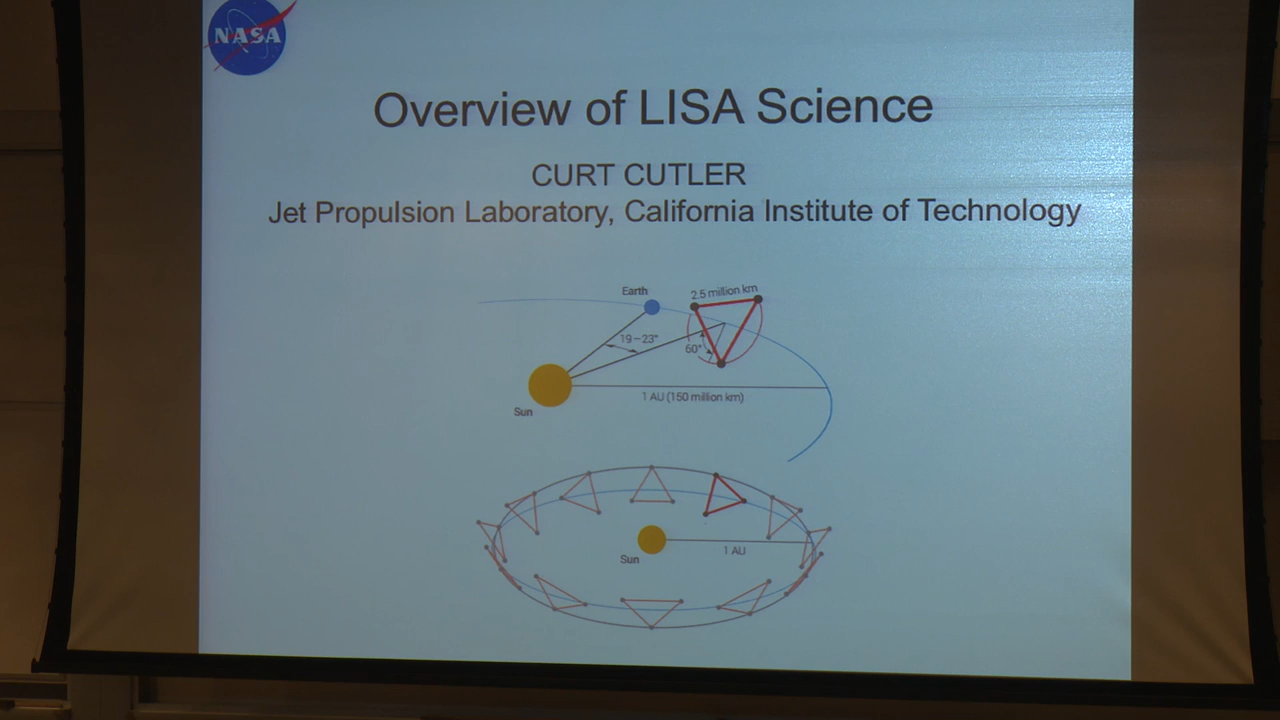 NASA
Overview of LISA Science
CURT CUTLER
Jet Propulsion Laboratory, California Institute of Technology
Earth
2.5 million km
19–23°
60°
1 AU (150 million km)
Sun
Sun
1 AU